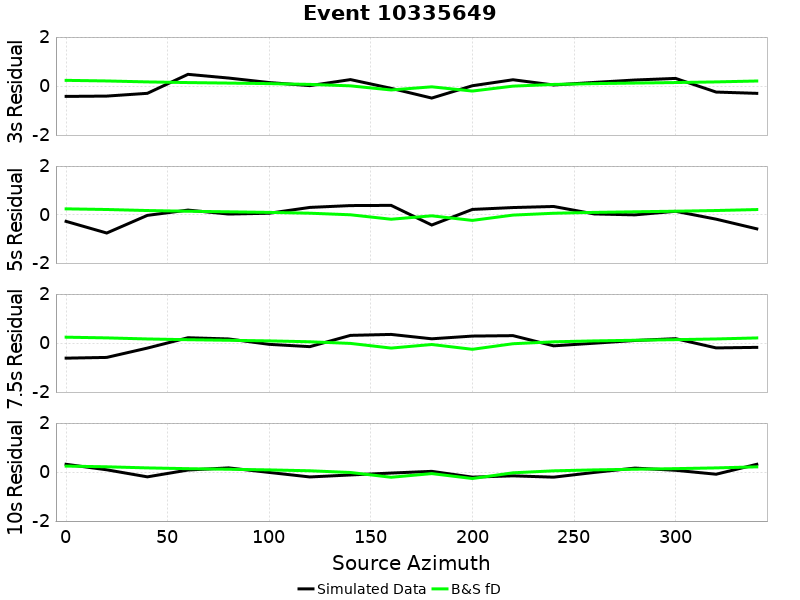 Event 10335649
3s Residual
2
0
-2
5s Residual
2
0
-2
7.5s Residual
2
0
-2
10s Residual
2
0
-2
0 50 100 150 200 250 300
Source Azimuth
Simulated Data B&S fD